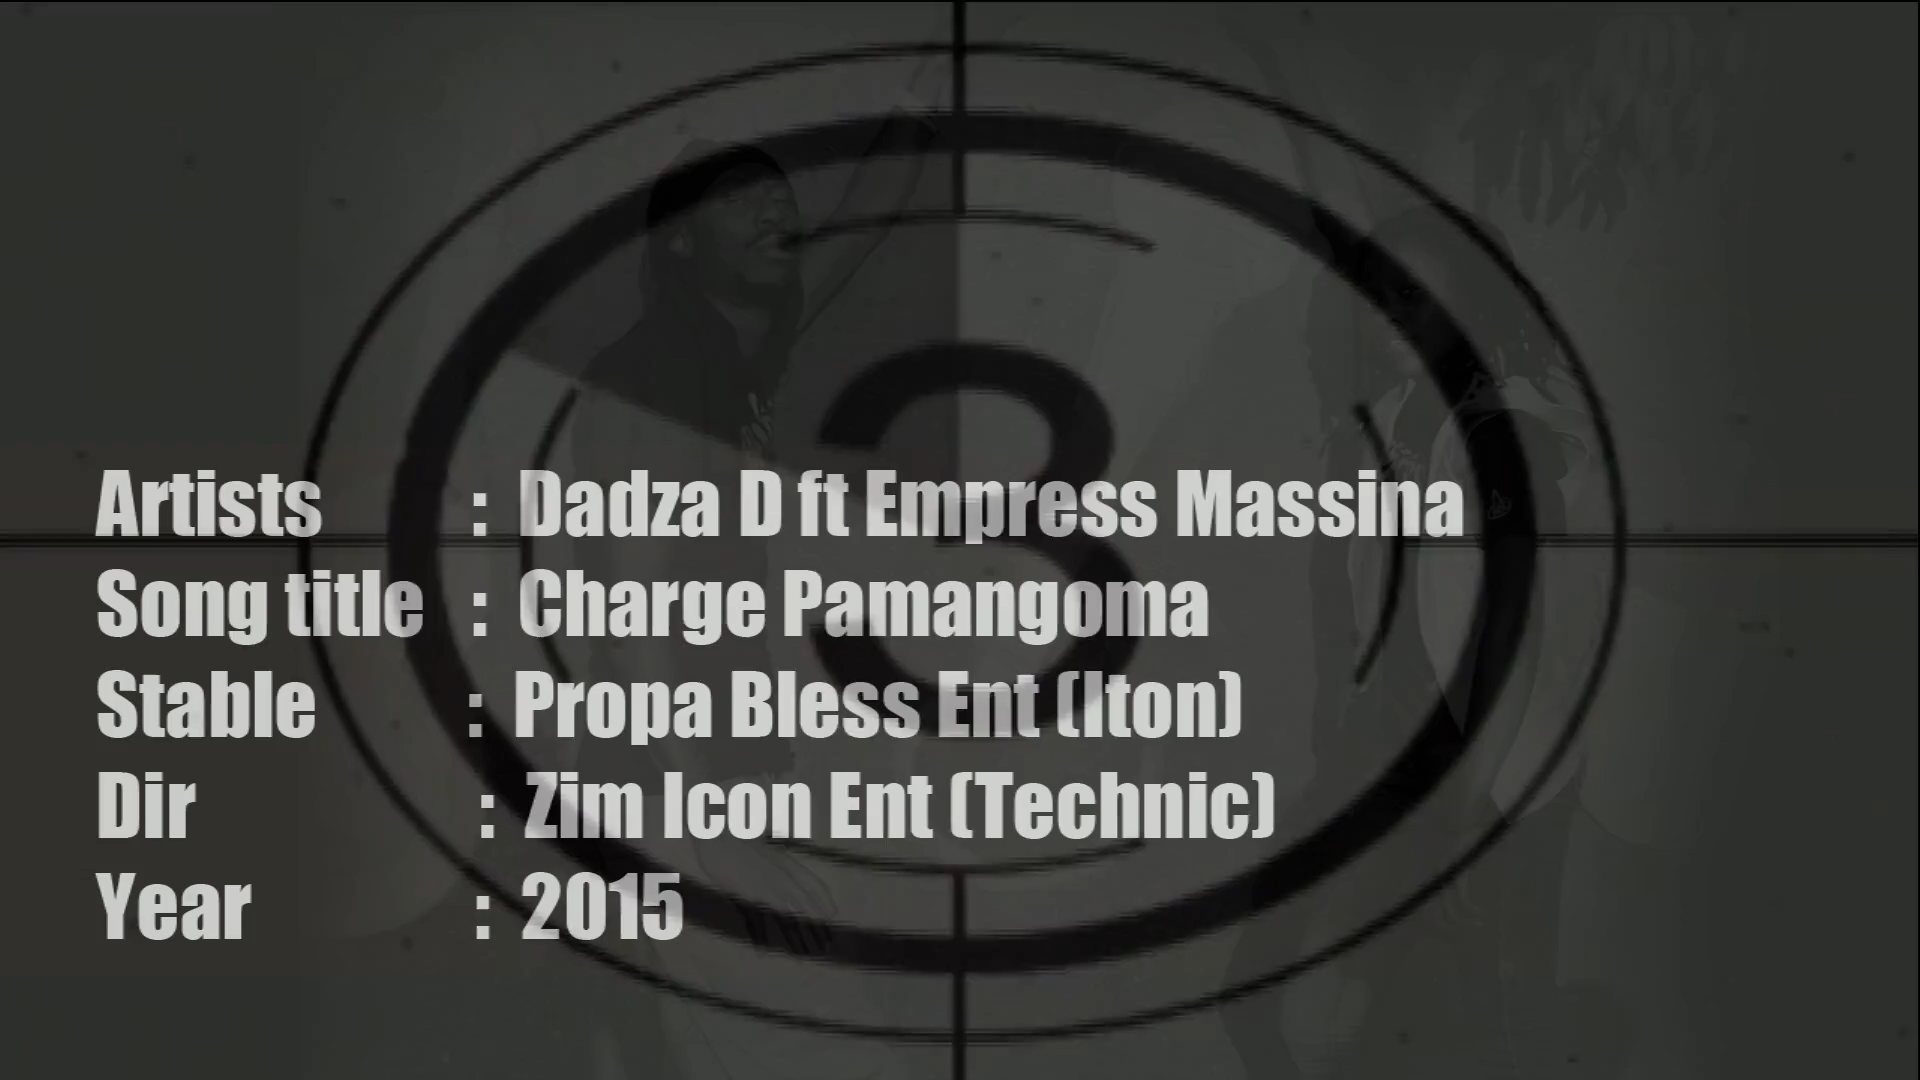 3
Artists : Dadza D ft Empress Massina
Song title : Charge Pamangoma
Stable : Propa Bless Ent (Iton)
Dir : Zim Icon Ent (Technic)
Year : 2015